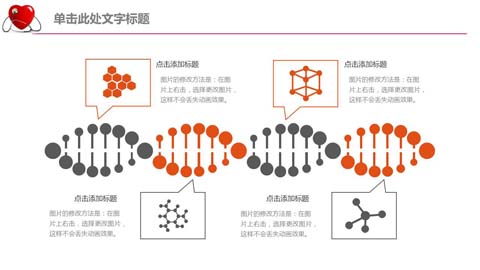 单击此处文字标题
点击添加标题
图片的修改方法是：在图
片上右击，选择更改图片，
这样不会丢失动画效果。
点击添加标题
图片的修改方法是：在图
片上右击，选择更改图片，
这样不会丢失动画效果。
点击添加标题
图片的修改方法是：在图
片上右击，选择更改图片，
这样不会丢失动画效果。
点击添加标题
图片的修改方法是：在图
片上右击，选择更改图片，
这样不会丢失动画效果。